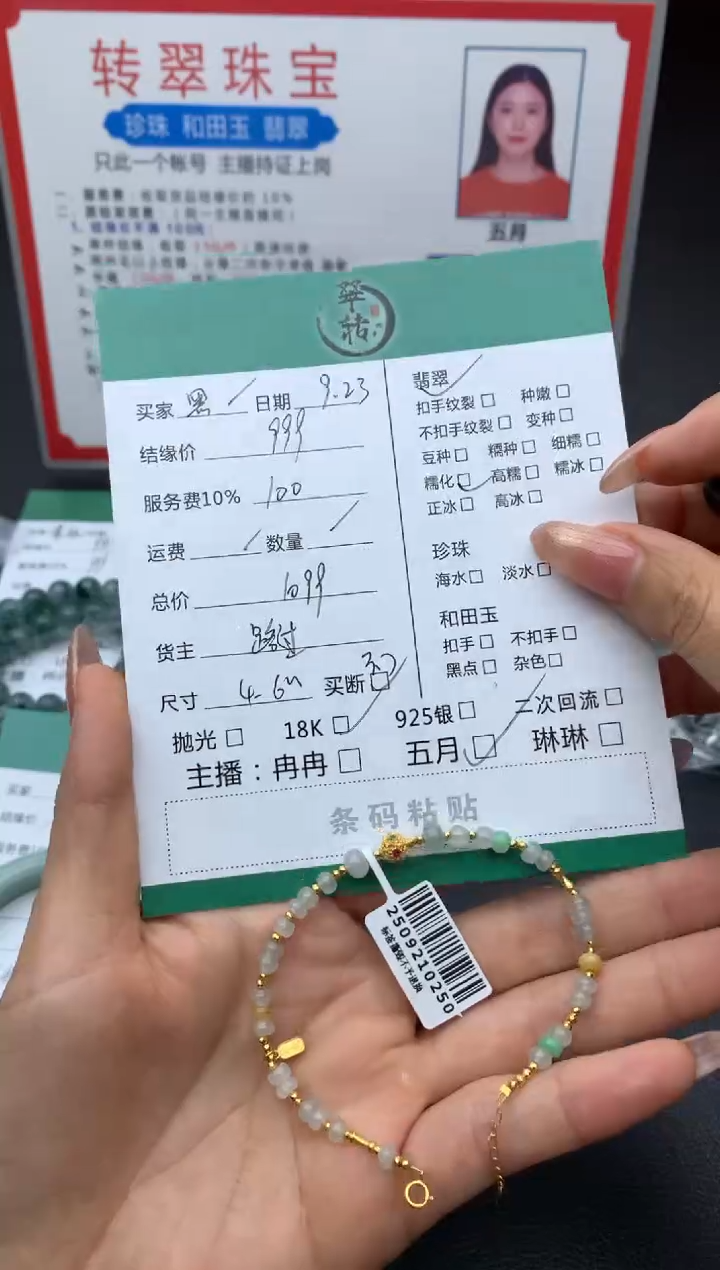 转翠珠宝
珍珠 和田玉 翡翠
只此一个帐号 主播持证上岗
五月
翠
转
买家 黑 日期 9.23
结缘价 999
服务费10% 100
运费 数量
总价 1099
货主 路过
尺寸 4-6m 买断
翡翠
扣手纹裂 种嫩
不扣手纹裂 变种
豆种 糯种 细糯
糯化 高糯 糯冰
正冰 高冰
珍珠
海水 淡水
和田玉
扣手 不扣手
黑点 杂色
抛光 18K 925银 二次回流
主播：冉冉 五月 琳琳
条码粘贴
2509210250